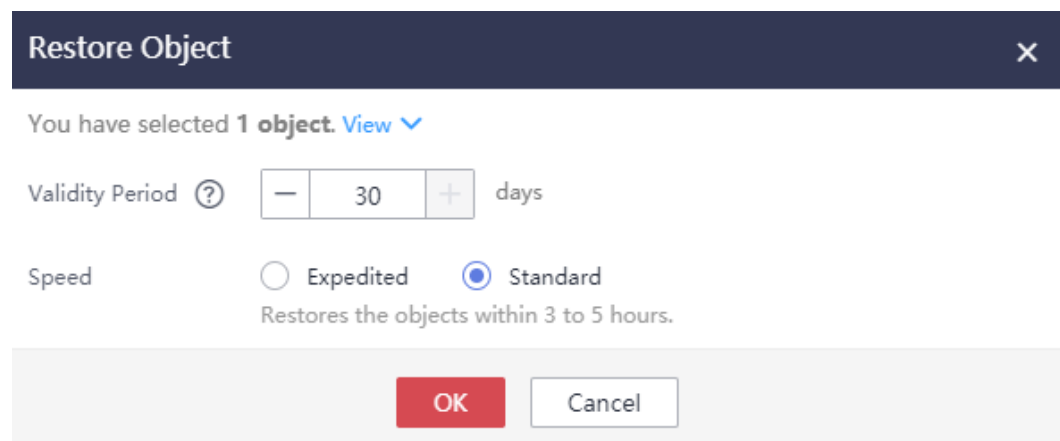 Restore Object ×
You have selected 1 object. View
Validity Period ? − 30 + days
Speed Expedited Standard
Restores the objects within 3 to 5 hours.
OK Cancel